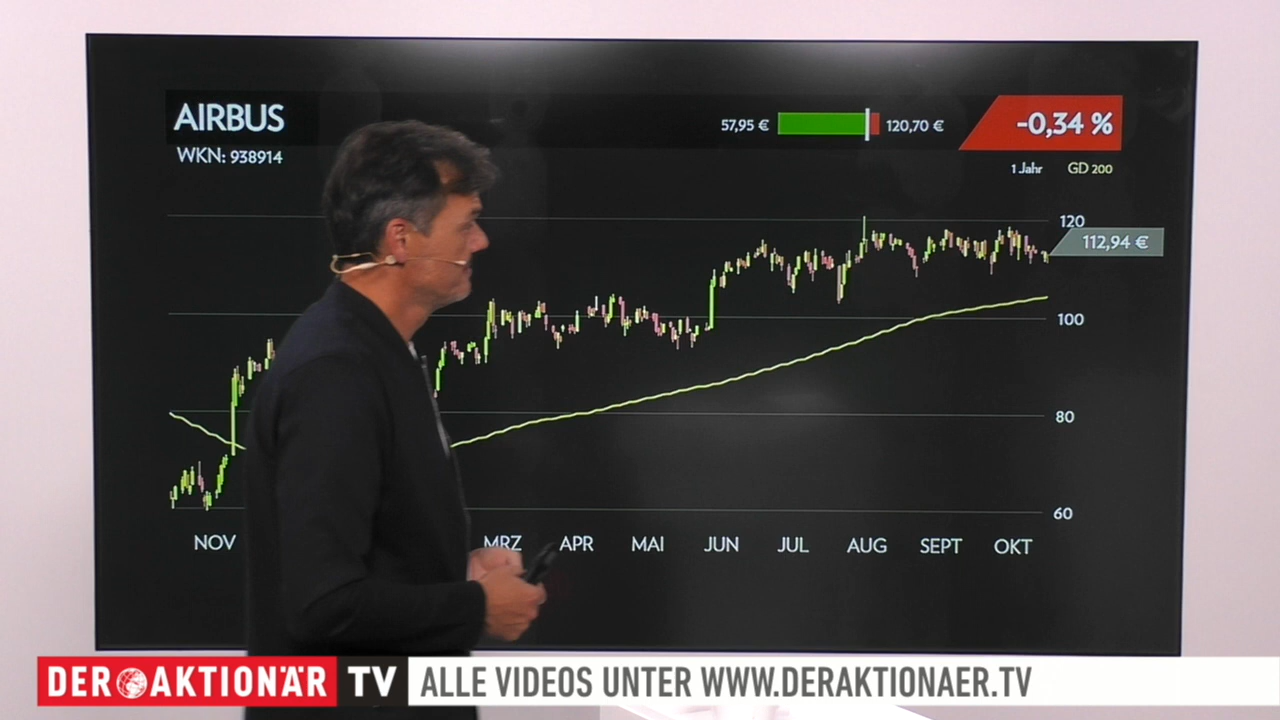 AIRBUS
WKN: 938914
57,95 € 120,70 €
-0,34 %
1 Jahr GD 200
120
112,94 €
100
80
60
NOV MRZ APR MAI JUN JUL AUG SEPT OKT
DER AKTIONÄR TV ALLE VIDEOS UNTER WWW.DERAKTIONAER.TV